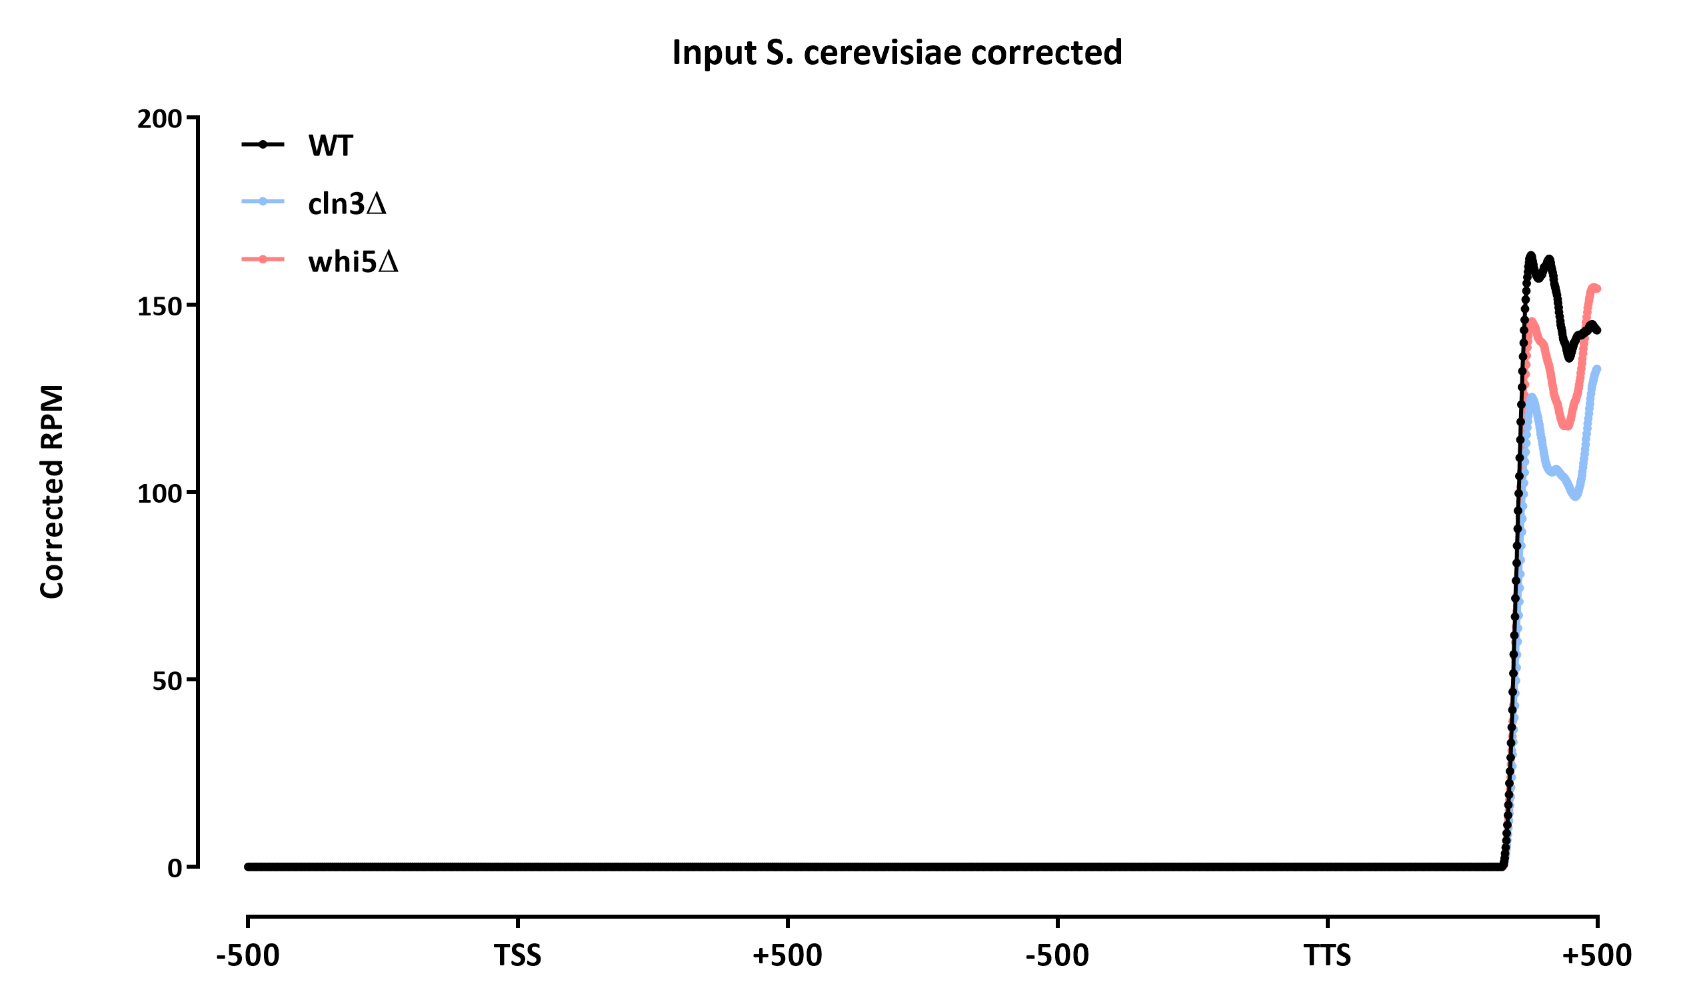 Input S. cerevisiae corrected
200
150
100
50
0
Corrected RPM
WT
cln3Δ
whi5Δ
-500 TSS +500 -500 TTS +500